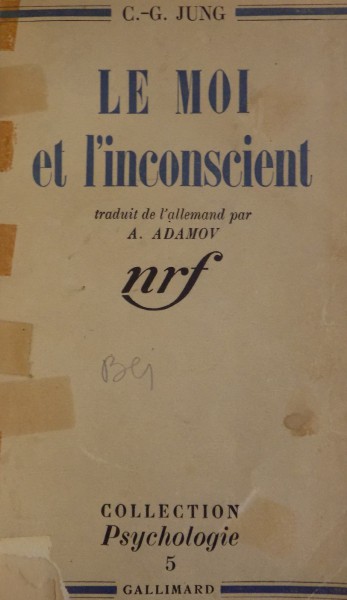 C.-G. JUNG
LE MOI
et l'inconscient
traduit de l'allemand par
A. ADAMOV
nrf
COLLECTION
Psychologie
5
GALLIMARD